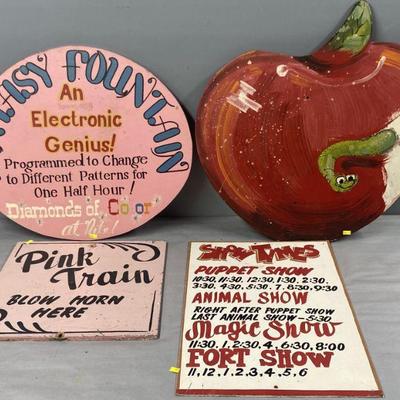 ASY FOUNTAIN
An
Electronic
Genius!
Programmed to Change
to Different Patterns for
One Half Hour!
Diamonds of Color
at
Pink
Train
BLOW HORN
HERE
Show Times
PUPPET SHOW
10:30, 11:30, 12:30, 1:30, 2:30,
3:30, 4:30, 5:30, 7, 8:30, 9:30
ANIMAL SHOW
RIGHT AFTER PUPPET SHOW
LAST ANIMAL SHOW - 5:30
Magic Show
11:30, 1, 2:30, 4, 6:30, 8:00
FORT SHOW
11, 12, 1, 2, 3, 4, 5, 6